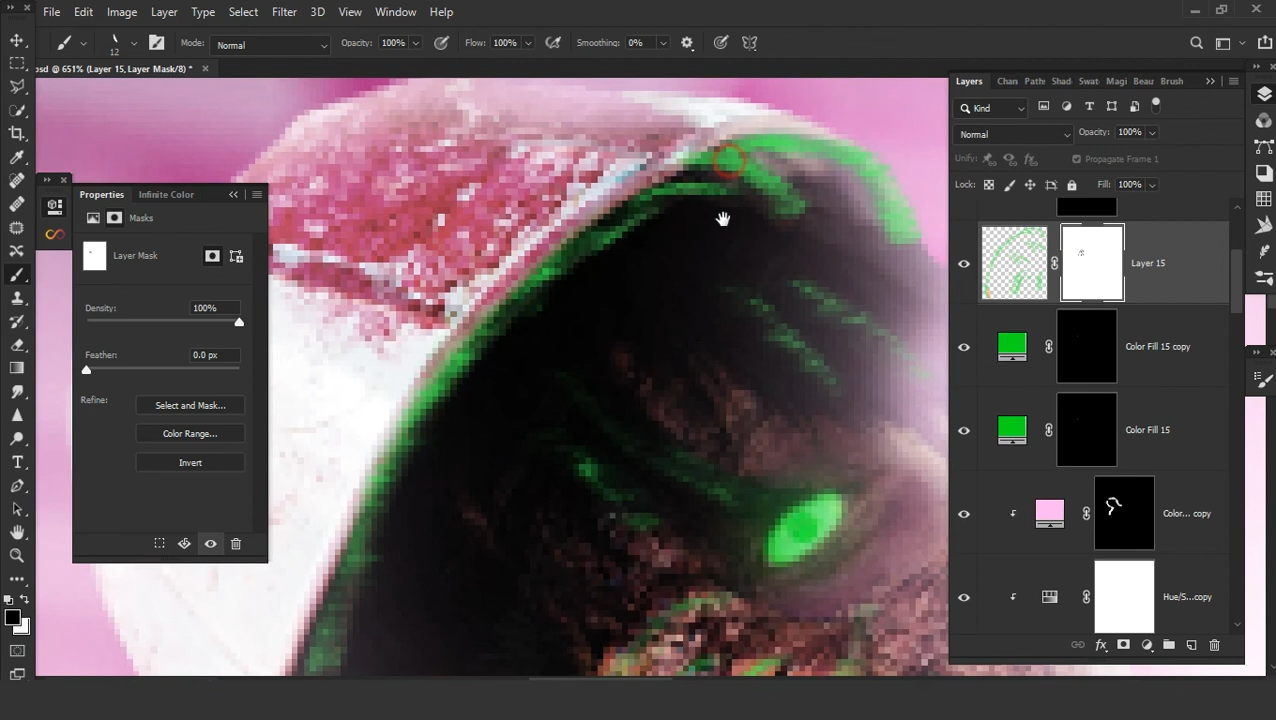 File Edit Image Layer Type Select Filter 3D View Window Help
12 Mode: Normal Opacity: 100% Flow: 100% Smoothing: 0%
.psd @ 651% (Layer 15, Layer Mask/8) * ×
Layers Chan Path: Shad Swat Magi Beau Brush
Kind
Normal Opacity: 100%
Unify: Propagate Frame 1
Lock: Fill: 100%
Properties Infinite Color
Masks
Layer Mask
Density: 100%
Feather: 0.0 px
Refine: Select and Mask...
Color Range...
Invert
Layer 15
Color Fill 15 copy
Color Fill 15
Color... copy
Hue/S...copy